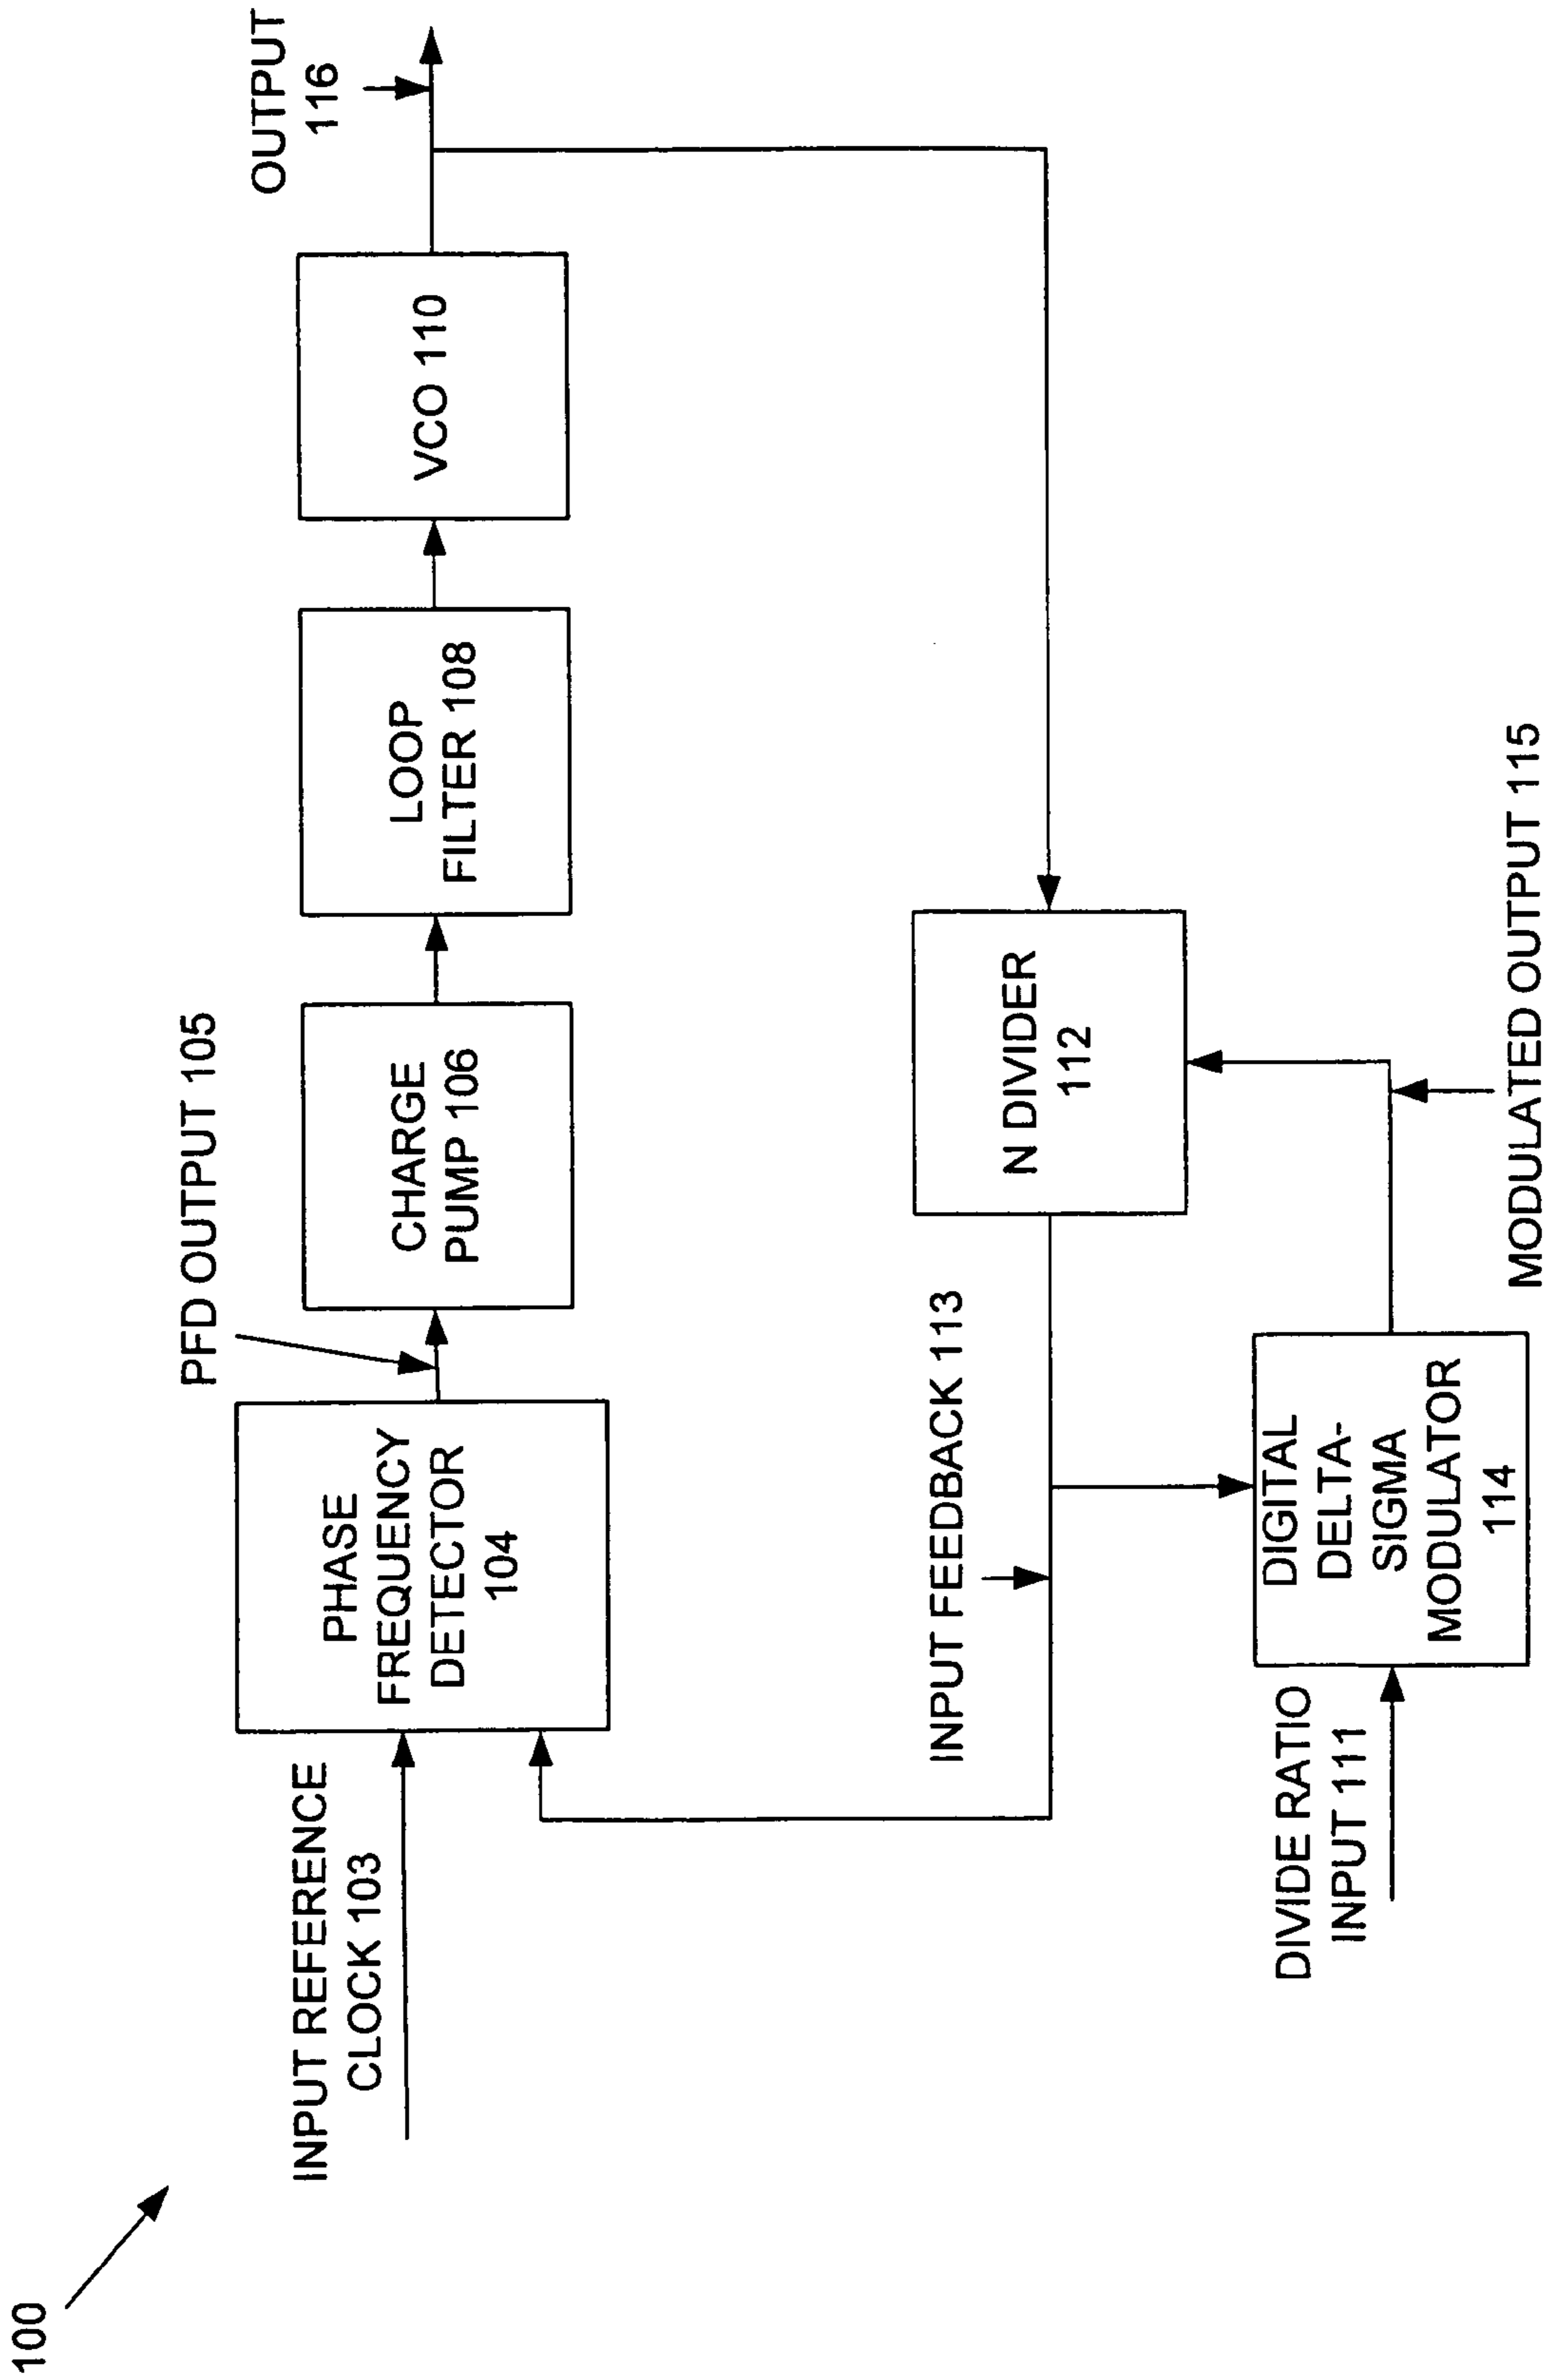 100
INPUT REFERENCE
CLOCK 103
PHASE
FREQUENCY
DETECTOR
104
PFD OUTPUT 105
CHARGE
PUMP 106
LOOP
FILTER 108
VCO 110
OUTPUT
116
INPUT FEEDBACK 113
N DIVIDER
112
DIVIDE RATIO
INPUT 111
DIGITAL
DELTA-
SIGMA
MODULATOR
114
MODULATED OUTPUT 115